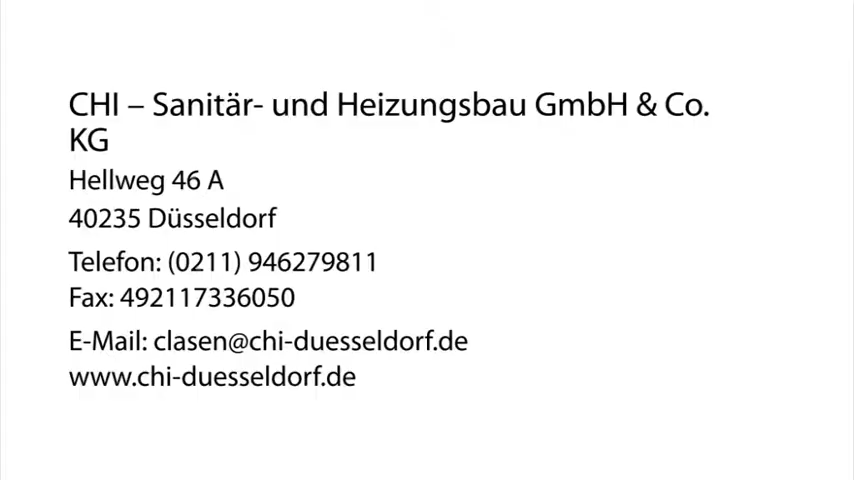 CHI – Sanitär- und Heizungsbau GmbH & Co.
KG
Hellweg 46 A
40235 Düsseldorf
Telefon: (0211) 946279811
Fax: 492117336050
E-Mail: clasen@chi-duesseldorf.de
www.chi-duesseldorf.de